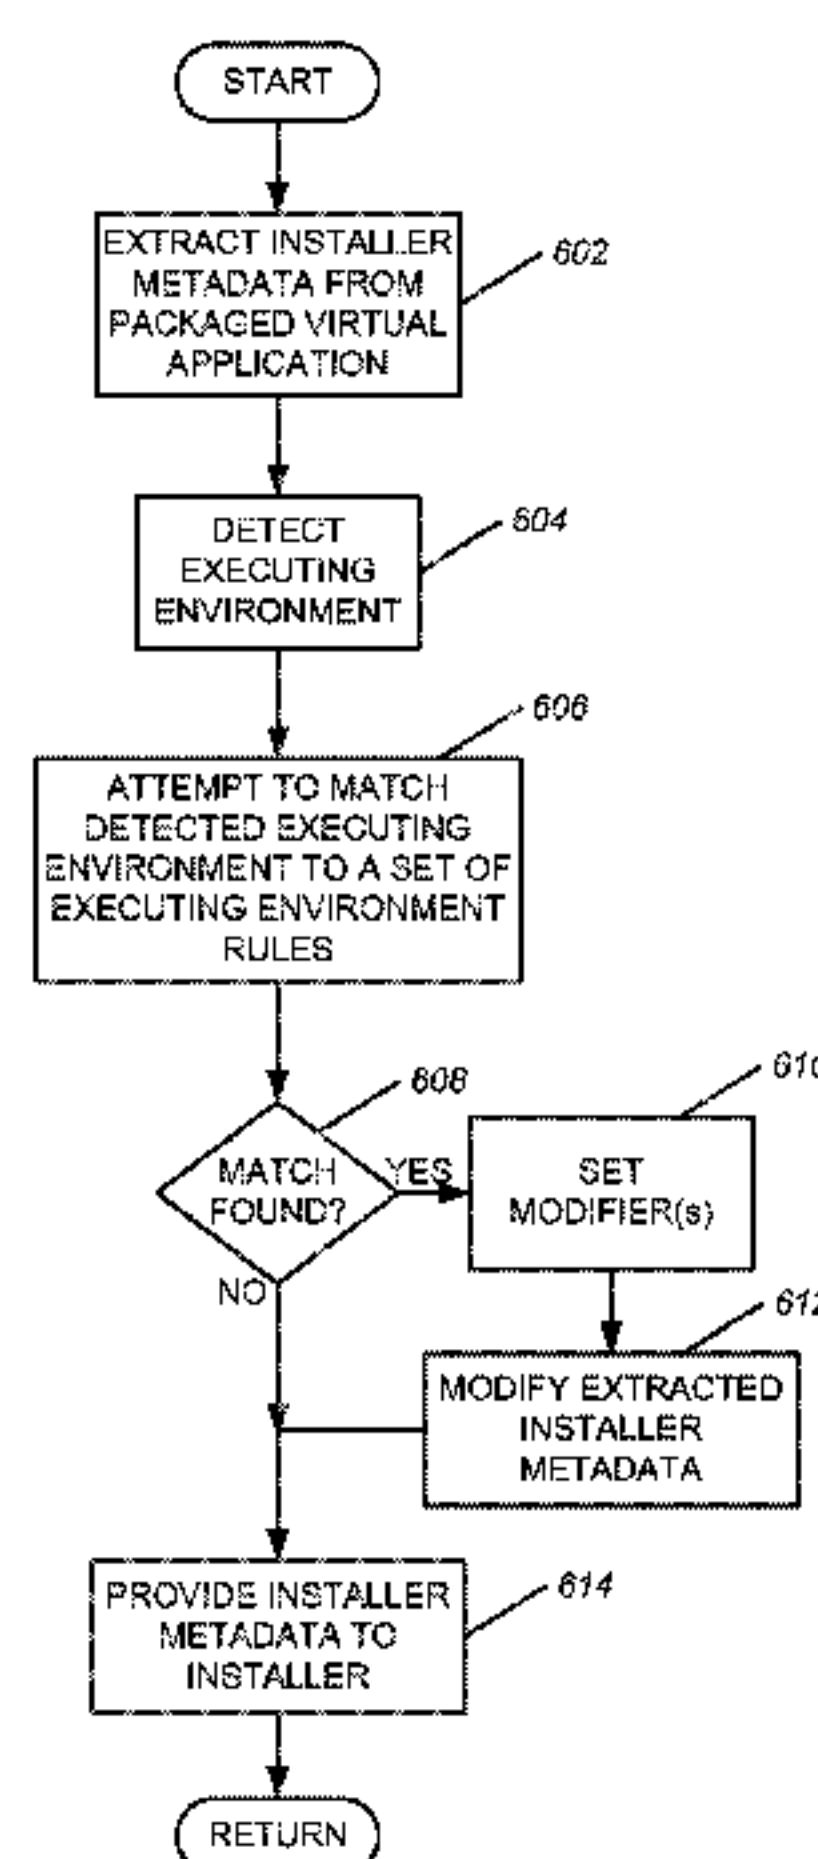 START
EXTRACT INSTALLER
METADATA FROM
PACKAGED VIRTUAL
APPLICATION
602
DETECT
EXECUTING
ENVIRONMENT
604
606
ATTEMPT TO MATCH
DETECTED EXECUTING
ENVIRONMENT TO A SET OF
EXECUTING ENVIRONMENT
RULES
608
MATCH
FOUND?
YES
NO
610
SET
MODIFIER(s)
612
MODIFY EXTRACTED
INSTALLER
METADATA
PROVIDE INSTALLER
METADATA TO
INSTALLER
614
RETURN